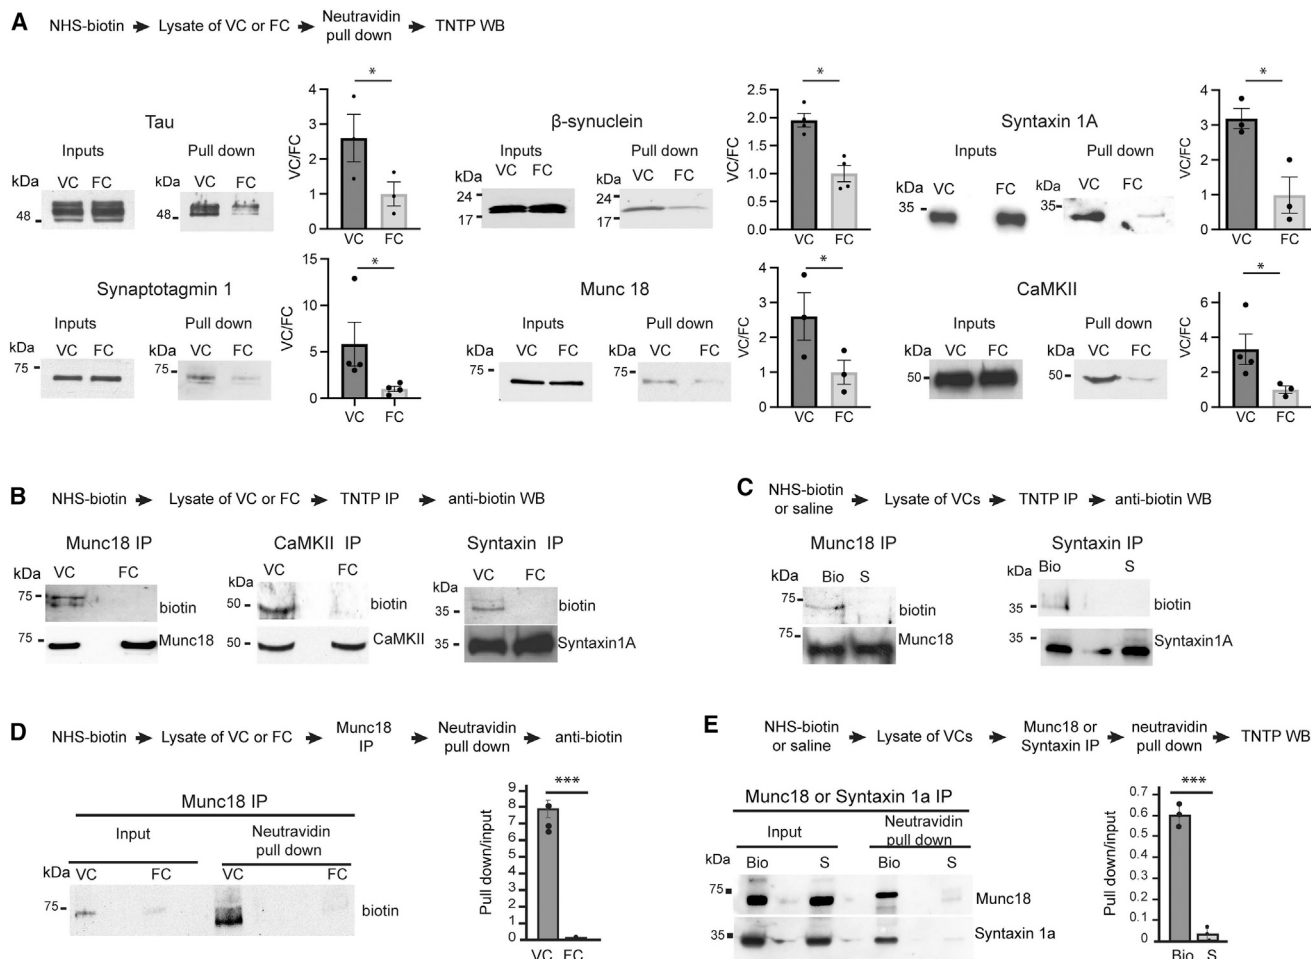 A
NHS-biotin
Lysate of VC or FC
Neutravidin
pull down
TNTP WB
Tau
Inputs
Pull down
kDa
VC FC
48
kDa
VC FC
48
VC/FC
4
3
2
1
0
*
VC FC
β-synuclein
Inputs
Pull down
kDa
VC FC
24
17
VC FC
24
17
VC/FC
2.5
2.0
1.5
1.0
0.5
0.0
*
VC FC
Syntaxin 1A
Inputs
Pull down
kDa
VC FC
35
kDa
VC FC
35
VC/FC
4
3
2
1
0
*
VC FC
Synaptotagmin 1
Inputs
Pull down
kDa
VC FC
75
kDa
VC FC
75
VC/FC
15
10
5
0
*
VC FC
Munc 18
Inputs
Pull down
kDa
VC FC
75
kDa
VC FC
75
VC/FC
4
3
2
1
0
*
VC FC
CaMKII
Inputs
Pull down
kDa
VC FC
50
kDa
VC FC
50
VC/FC
6
4
2
0
*
VC FC
B
NHS-biotin
Lysate of VC or FC
TNTP IP
anti-biotin WB
Munc18 IP
kDa
VC FC
75
biotin
75
Munc18
CaMKII IP
kDa
VC FC
50
biotin
50
CaMKII
Syntaxin IP
kDa
VC FC
35
biotin
35
Syntaxin1A
C
NHS-biotin
or saline
Lysate of VCs
TNTP IP
anti-biotin WB
Munc18 IP
kDa
Bio S
75
biotin
75
Munc18
Syntaxin IP
kDa
Bio S
35
biotin
35
Syntaxin1A
D
NHS-biotin
Lysate of VC or FC
Munc18
IP
Neutravidin
pull down
anti-biotin
Munc18 IP
Input
Neutravidin
pull down
kDa
VC FC VC FC
75
biotin
Pull down/input
9
8
7
6
5
4
3
2
1
0
***
VC FC
E
NHS-biotin
or saline
Lysate of VCs
Munc18 or
Syntaxin IP
neutravidin
pull down
TNTP WB
Munc18 or Syntaxin 1a IP
Input
Neutravidin
pull down
kDa
Bio S Bio S
75
Munc18
35
Syntaxin 1a
Pull down/input
0.7
0.6
0.5
0.4
0.3
0.2
0.1
0
***
Bio S